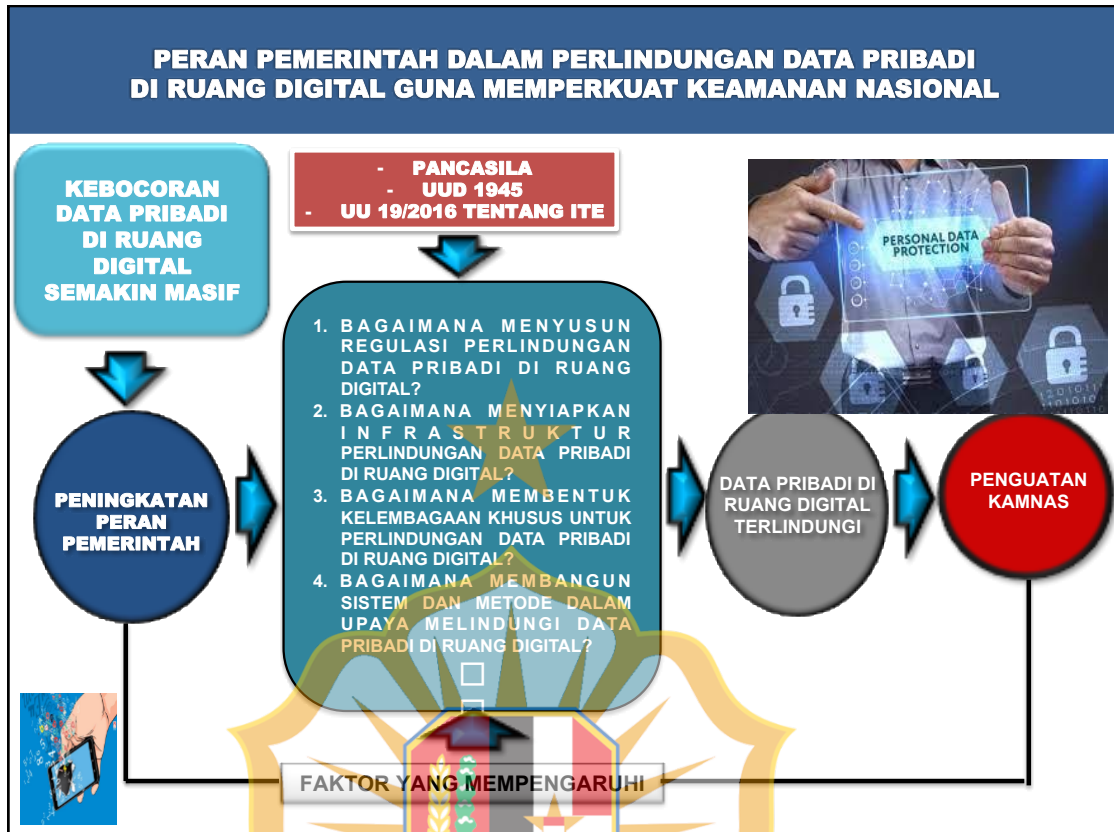 PERAN PEMERINTAH DALAM PERLINDUNGAN DATA PRIBADI
DI RUANG DIGITAL GUNA MEMPERKUAT KEAMANAN NASIONAL
KEBOCORAN
DATA PRIBADI
DI RUANG
DIGITAL
SEMAKIN MASIF
- PANCASILA
- UUD 1945
- UU 19/2016 TENTANG ITE
PERSONAL DATA
PROTECTION
PENINGKATAN
PERAN
PEMERINTAH
1. BAGAIMANA MENYUSUN
REGULASI PERLINDUNGAN
DATA PRIBADI DI RUANG
DIGITAL?
2. BAGAIMANA MENYIAPKAN
INFRASTRUKTUR
PERLINDUNGAN DATA PRIBADI
DI RUANG DIGITAL?
3. BAGAIMANA MEMBENTUK
KELEMBAGAAN KHUSUS UNTUK
PERLINDUNGAN DATA PRIBADI
DI RUANG DIGITAL?
4. BAGAIMANA MEMBANGUN
SISTEM DAN METODE DALAM
UPAYA MELINDUNGI DATA
PRIBADI DI RUANG DIGITAL?
DATA PRIBADI DI
RUANG DIGITAL
TERLINDUNGI
PENGUATAN
KAMNAS
FAKTOR YANG MEMPENGARUHI